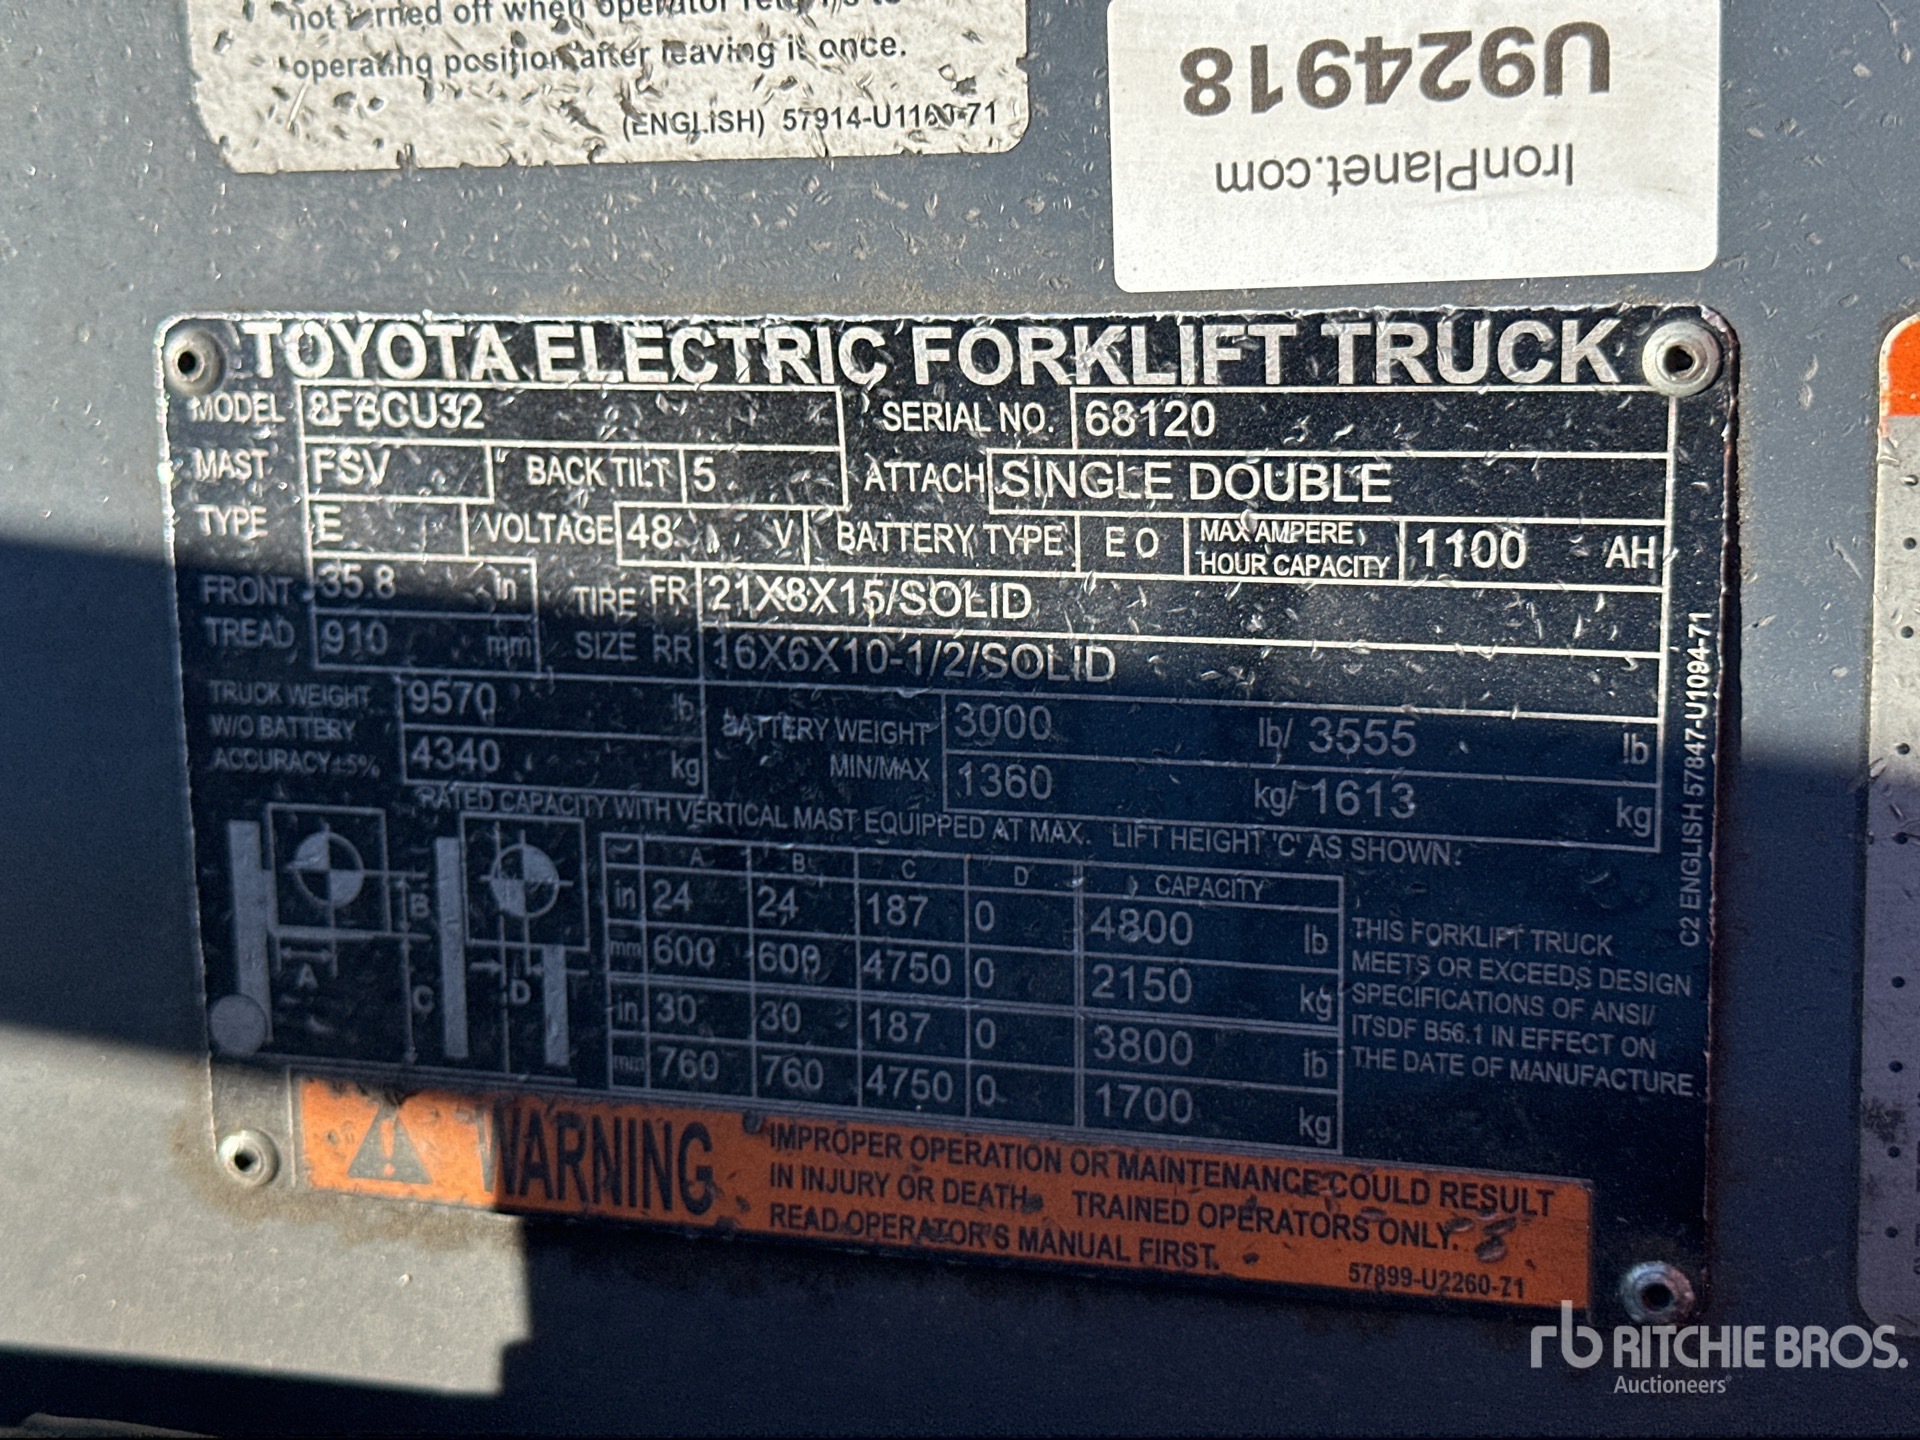 not turned off when operator returns to
operating position after leaving it once.
(ENGLISH) 57914-U1160-71
U924918
IronPlanet.com
TOYOTA ELECTRIC FORKLIFT TRUCK
MODEL 8FBCU32 SERIAL NO. 68120
MAST FSV BACK TILT 5 ATTACH SINGLE DOUBLE
TYPE E VOLTAGE 48 V BATTERY TYPE E O MAX AMPERE HOUR CAPACITY 1100 AH
FRONT TREAD 35.8 in TIRE SIZE FR 21X8X15/SOLID
910 mm RR 16X6X10-1/2/SOLID
TRUCK WEIGHT 9570 lb BATTERY WEIGHT 3000 lb/ 3555 lb
W/O BATTERY
ACCURACY±5% 4340 kg MIN/MAX 1360 kg/ 1613 kg
RATED CAPACITY WITH VERTICAL MAST EQUIPPED AT MAX. LIFT HEIGHT 'C' AS SHOWN:
A B C D CAPACITY
in 24 24 187 0 4800 lb
mm 600 600 4750 0 2150 kg
in 30 30 187 0 3800 lb
mm 760 760 4750 0 1700 kg
B
A
C
D
THIS FORKLIFT TRUCK
MEETS OR EXCEEDS DESIGN
SPECIFICATIONS OF ANSI/
ITSDF B56.1 IN EFFECT ON
THE DATE OF MANUFACTURE
C2 ENGLISH 57847-U1094-71
WARNING
IMPROPER OPERATION OR MAINTENANCE COULD RESULT
IN INJURY OR DEATH. TRAINED OPERATORS ONLY.
READ OPERATOR'S MANUAL FIRST.
57899-U2260-71
rb RITCHIE BROS.
Auctioneers